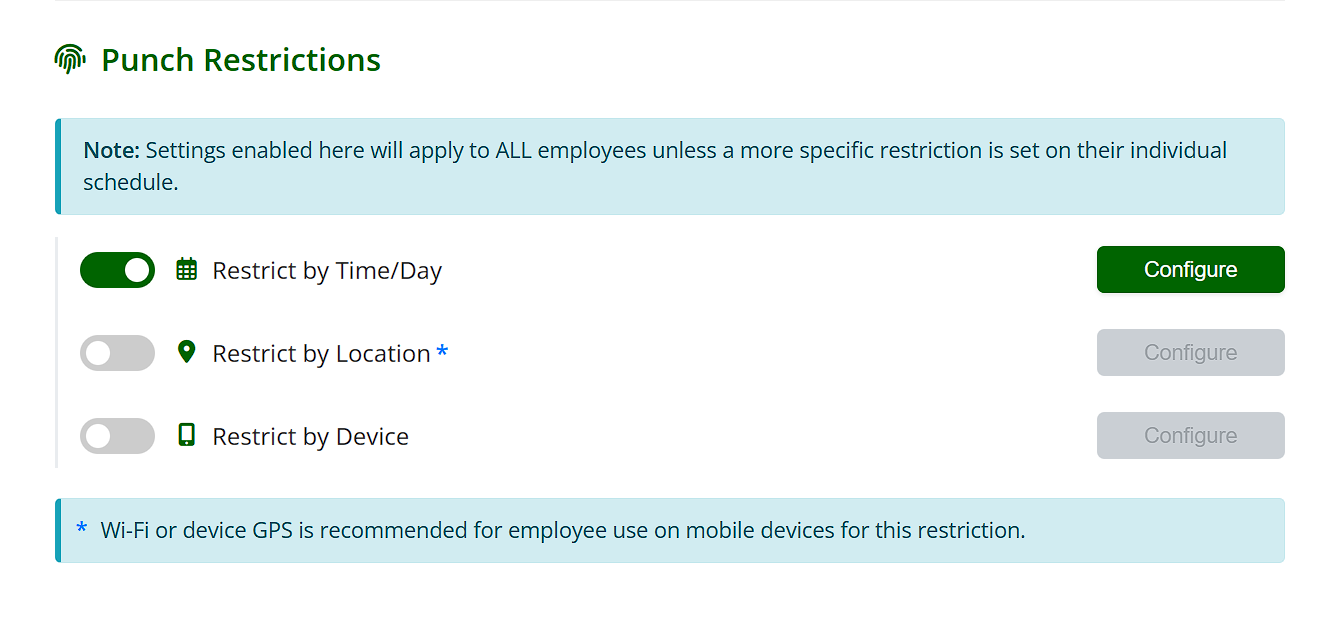 Punch Restrictions
Note: Settings enabled here will apply to ALL employees unless a more specific restriction is set on their individual
schedule.
Restrict by Time/Day
Configure
Restrict by Location *
Configure
Restrict by Device
Configure
* Wi-Fi or device GPS is recommended for employee use on mobile devices for this restriction.